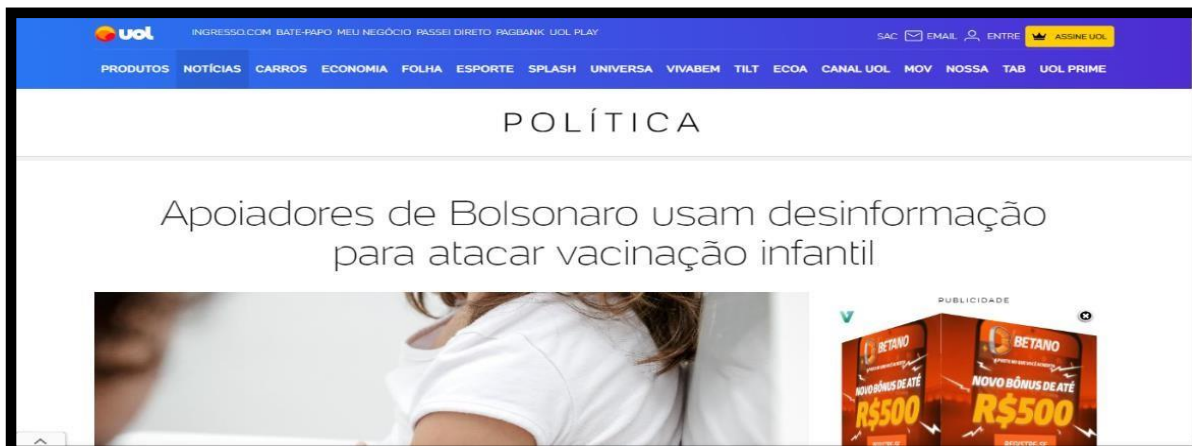 uol
INGRESSO.COM BATE-PAPO MEU NEGÓCIO PASSEI DIRETO PAGBANK UOL PLAY
SAC EMAIL ENTRE ASSINE UOL
PRODUTOS NOTÍCIAS CARROS ECONOMIA FOLHA ESPORTE SPLASH UNIVERSA VIVABEM TILT ECOA CANAL UOL MOV NOSSA TAB UOL PRIME
POLÍTICA
Apoiadores de Bolsonaro usam desinformação
para atacar vacinação infantil
PUBLICIDADE
BETANO
NOVO BÔNUS DE ATÉ
R$500
BETANO
NOVO BÔNUS DE ATÉ
R$500